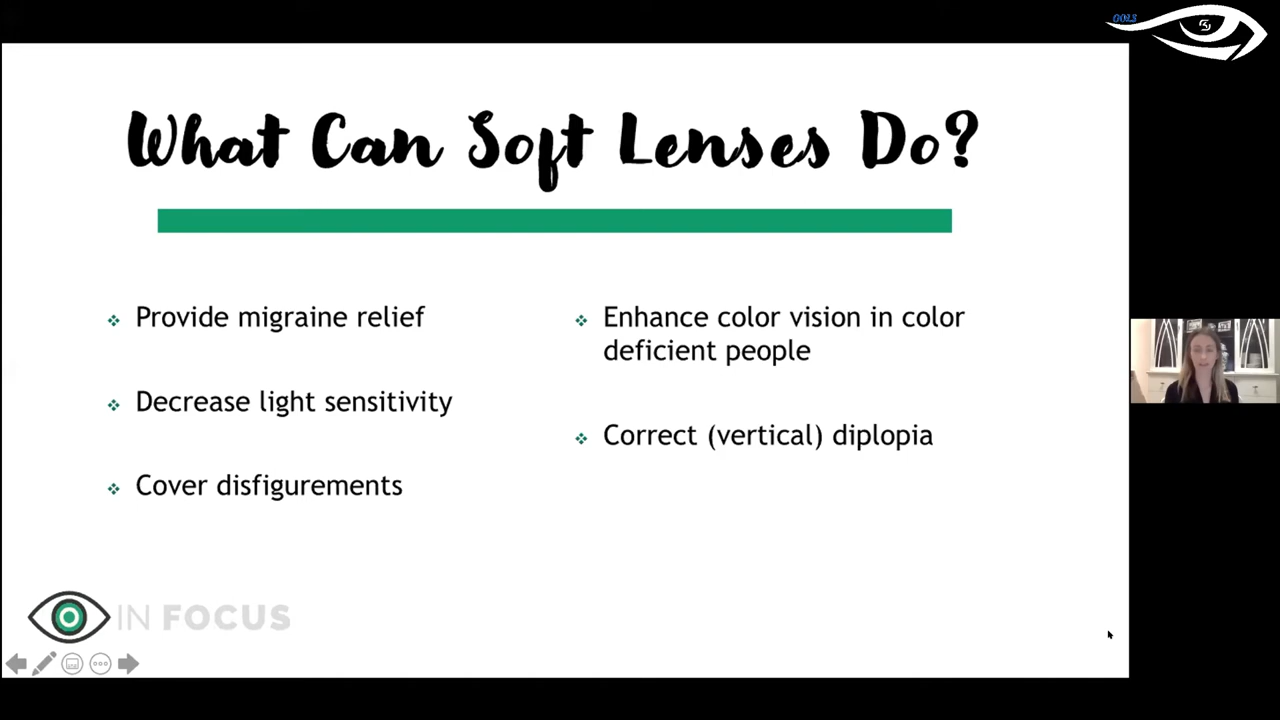 GOLS
What Can Soft Lenses Do?
Provide migraine relief
Decrease light sensitivity
Cover disfigurements
Enhance color vision in color
deficient people
Correct (vertical) diplopia
IN FOCUS